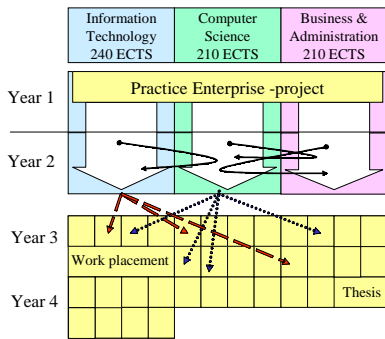 Information Technology 240 ECTS
Computer Science 210 ECTS
Business & Administration 210 ECTS
Year 1
Practice Enterprise -project
Year 2
Year 3
Work placement
Year 4
Thesis